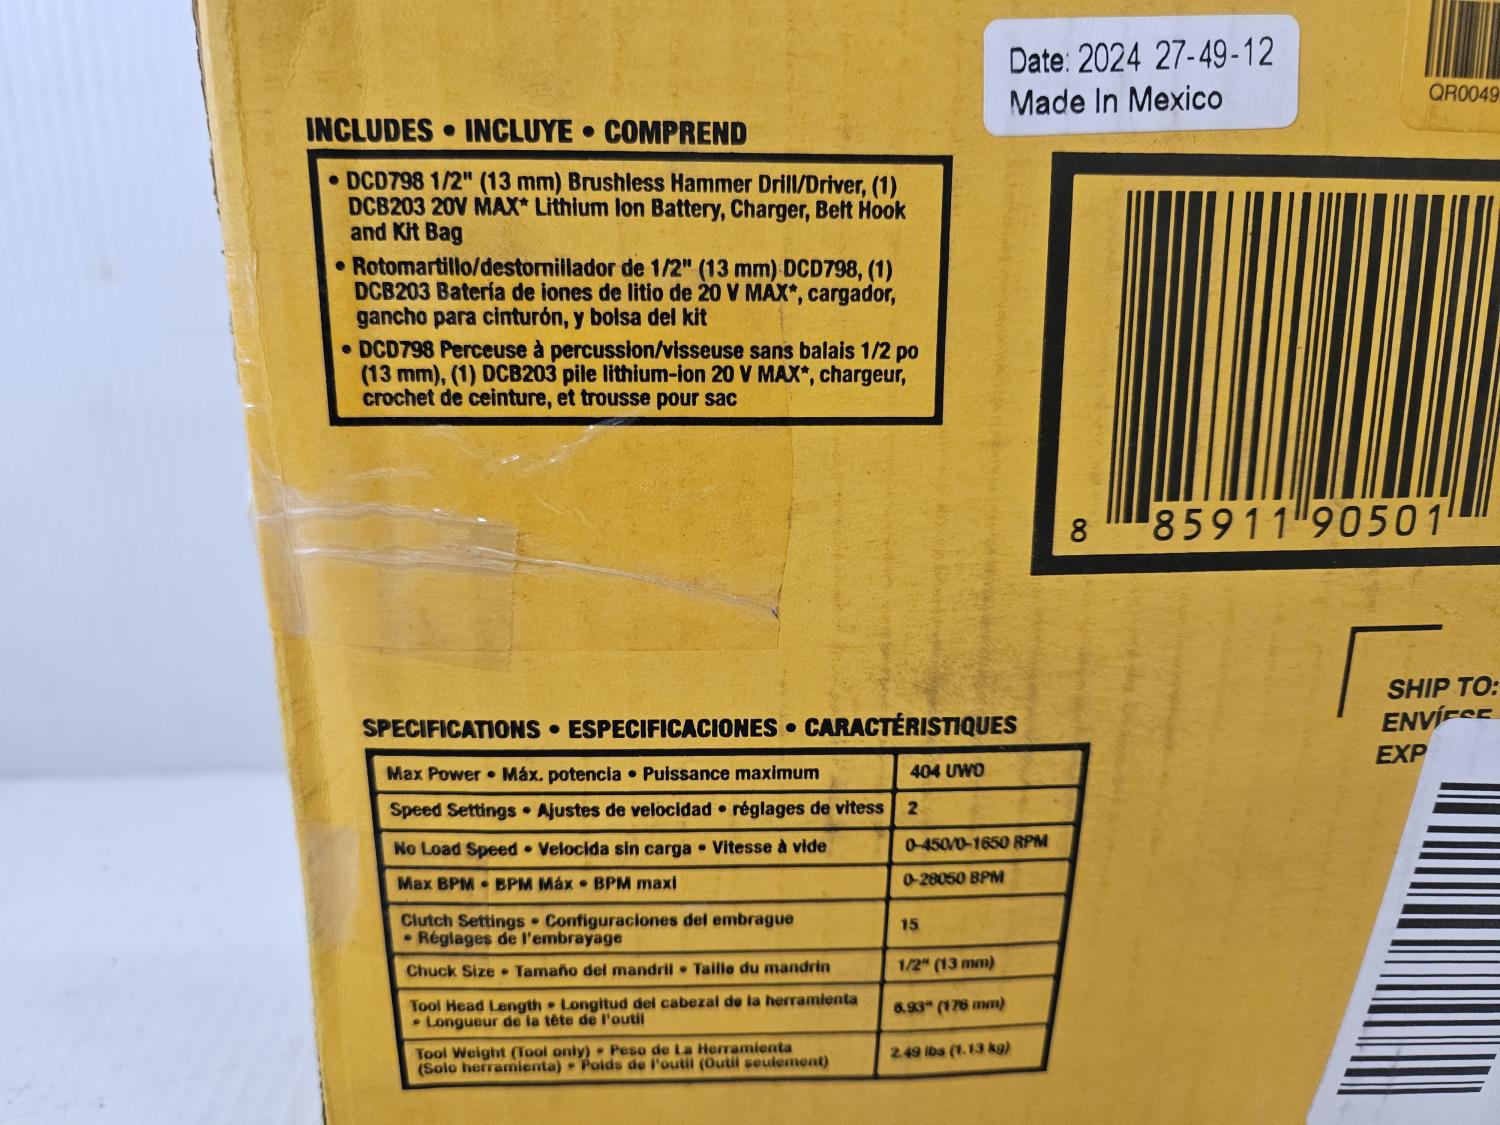 Date: 2024 27-49-12
Made In Mexico
QR0049
INCLUDES • INCLUYE • COMPREND
• DCD798 1/2" (13 mm) Brushless Hammer Drill/Driver, (1)
DCB203 20V MAX* Lithium Ion Battery, Charger, Belt Hook
and Kit Bag
• Rotomartillo/destornillador de 1/2" (13 mm) DCD798, (1)
DCB203 Batería de iones de litio de 20 V MAX*, cargador,
gancho para cinturón, y bolsa del kit
• DCD798 Perceuse à percussion/visseuse sans balais 1/2 po
(13 mm), (1) DCB203 pile lithium-ion 20 V MAX*, chargeur,
crochet de ceinture, et trousse pour sac
8 85911 90501
SHIP TO:
SPECIFICATIONS • ESPECIFICACIONES • CARACTÉRISTIQUES
Max Power • Máx. potencia • Puissance maximum 404 UWO
Speed Settings • Ajustes de velocidad • réglages de vitess 2
No Load Speed • Velocida sin carga • Vitesse à vide 0-450/0-1650 RPM
Max BPM • BPM Máx • BPM maxi 0-28050 BPM
Clutch Settings • Configuraciones del embrague
• Réglages de l'embrayage 15
Chuck Size • Tamaño del mandril • Taille du mandrin 1/2" (13 mm)
Tool Head Length • Longitud del cabezal de la herramienta
• Longueur de la tête de l'outil 6.93" (176 mm)
Tool Weight (Tool only) • Peso de La Herramienta
(Solo herramienta) • Poids de l'outil (Outil seulement) 2.49 lbs (1.13 kg)